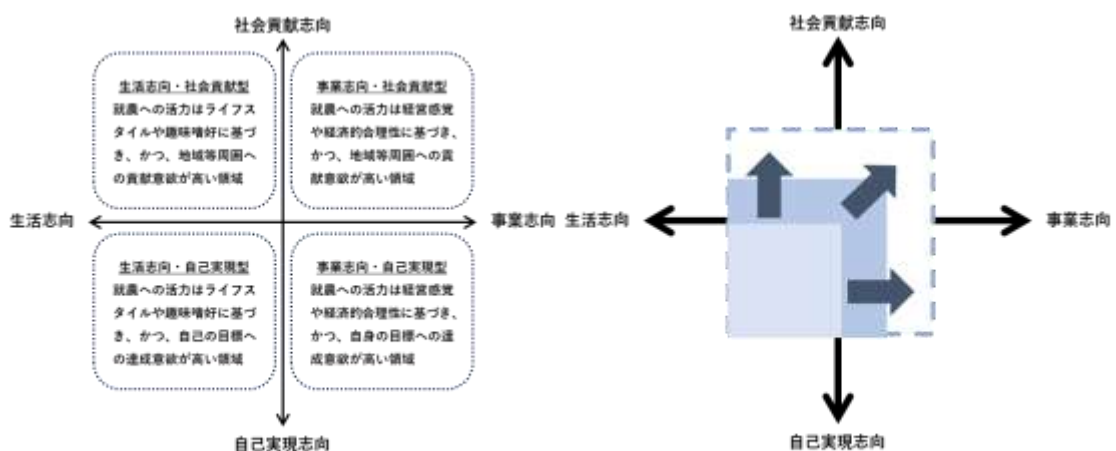 社会貢献志向
生活志向・社会貢献型
就農への活力はライフス
タイルや趣味嗜好に基づ
き、かつ、地域等周囲へ
の貢献意欲が高い領域
事業志向・社会貢献型
就農への活力は経営感覚
や経済的合理性に基づき、
かつ、地域等周囲への貢
献意欲が高い領域
生活志向
事業志向
生活志向・自己実現型
就農への活力はライフス
タイルや趣味嗜好に基づ
き、かつ、自己の目標へ
の達成意欲が高い領域
事業志向・自己実現型
就農への活力は経営感覚
や経済的合理性に基づき、
かつ、自身の目標への達
成意欲が高い領域
自己実現志向
社会貢献志向
生活志向
事業志向
自己実現志向